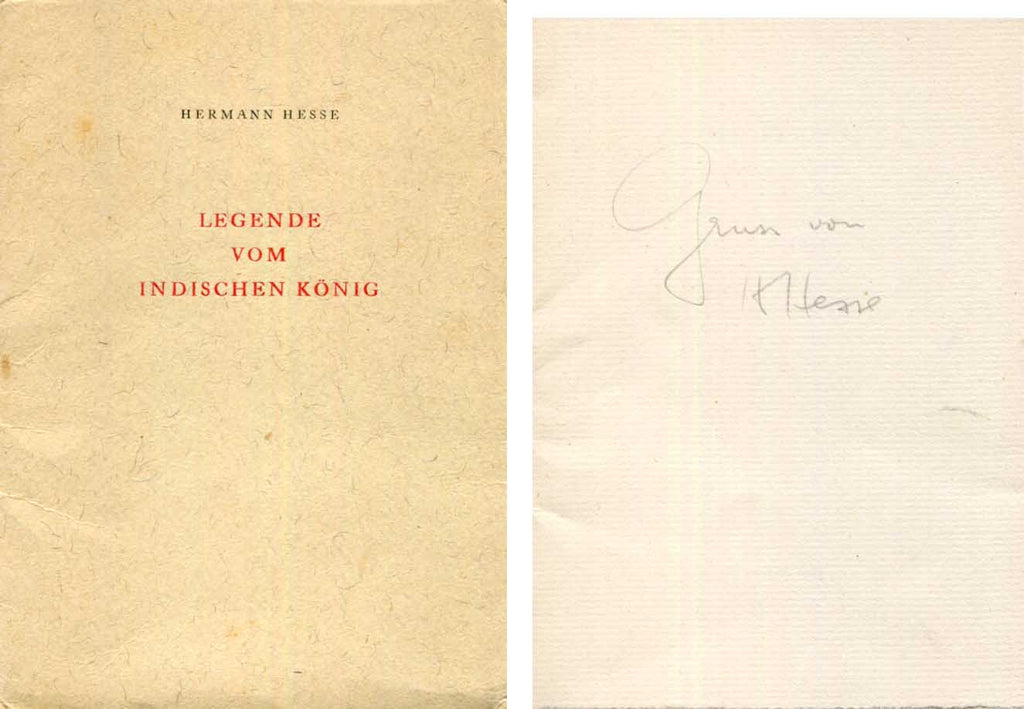 HERMANN HESSE
LEGENDE
VOM
INDISCHEN KÖNIG
Gruss von
H Hesse